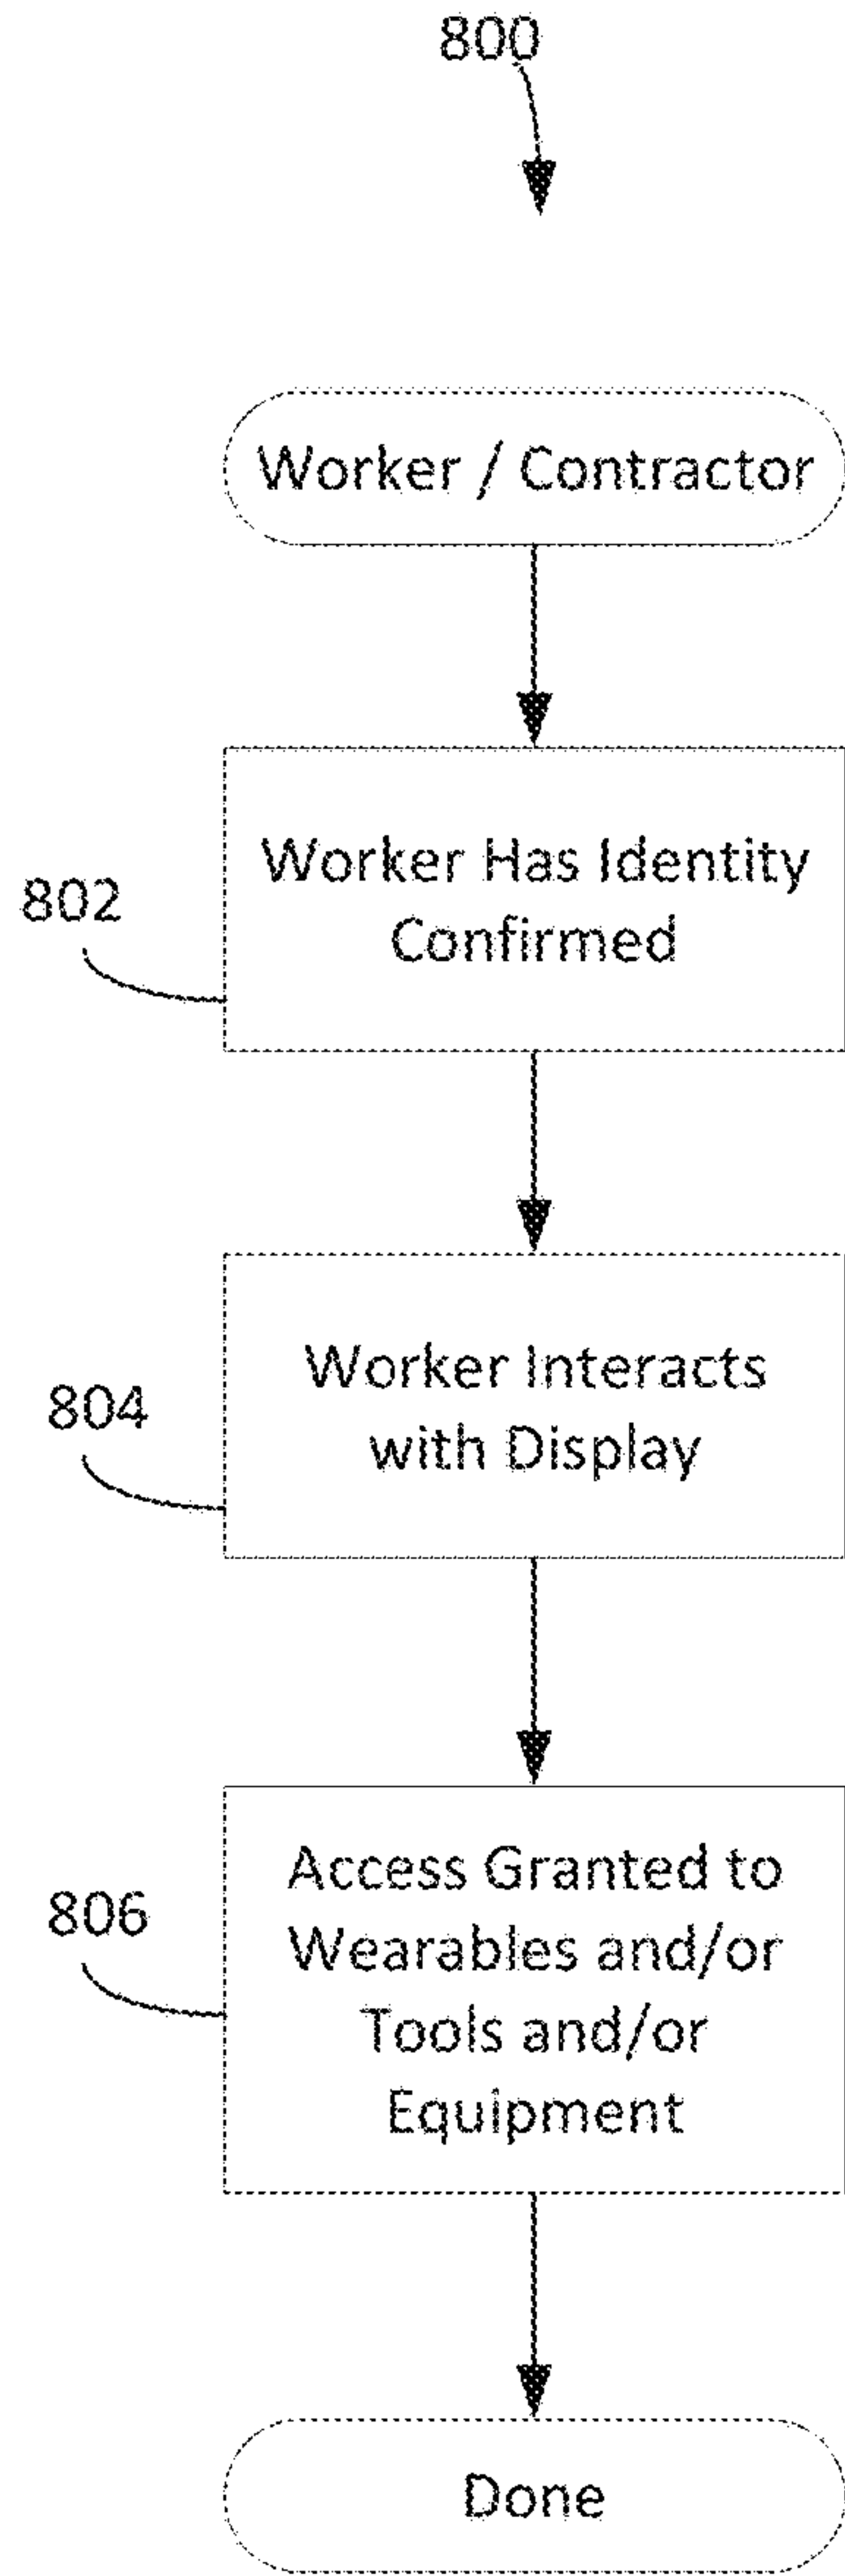 800
Worker / Contractor
Worker Has Identity
Confirmed
802
Worker Interacts
with Display
804
Access Granted to
Wearables and/or
Tools and/or
Equipment
806
Done